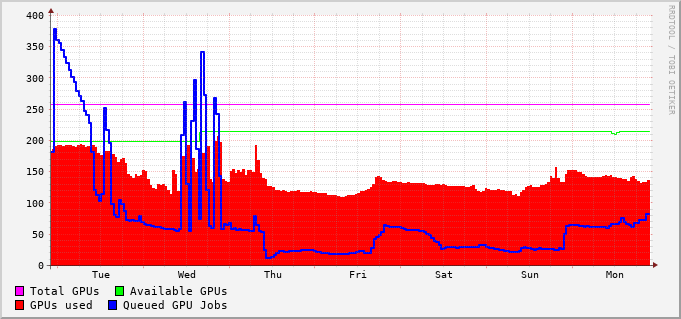 RRDTOOL / TOBI OETIKER
400
350
300
250
200
150
100
50
0
Tue Wed Thu Fri Sat Sun Mon
Total GPUs Available GPUs
GPUs used Queued GPU Jobs